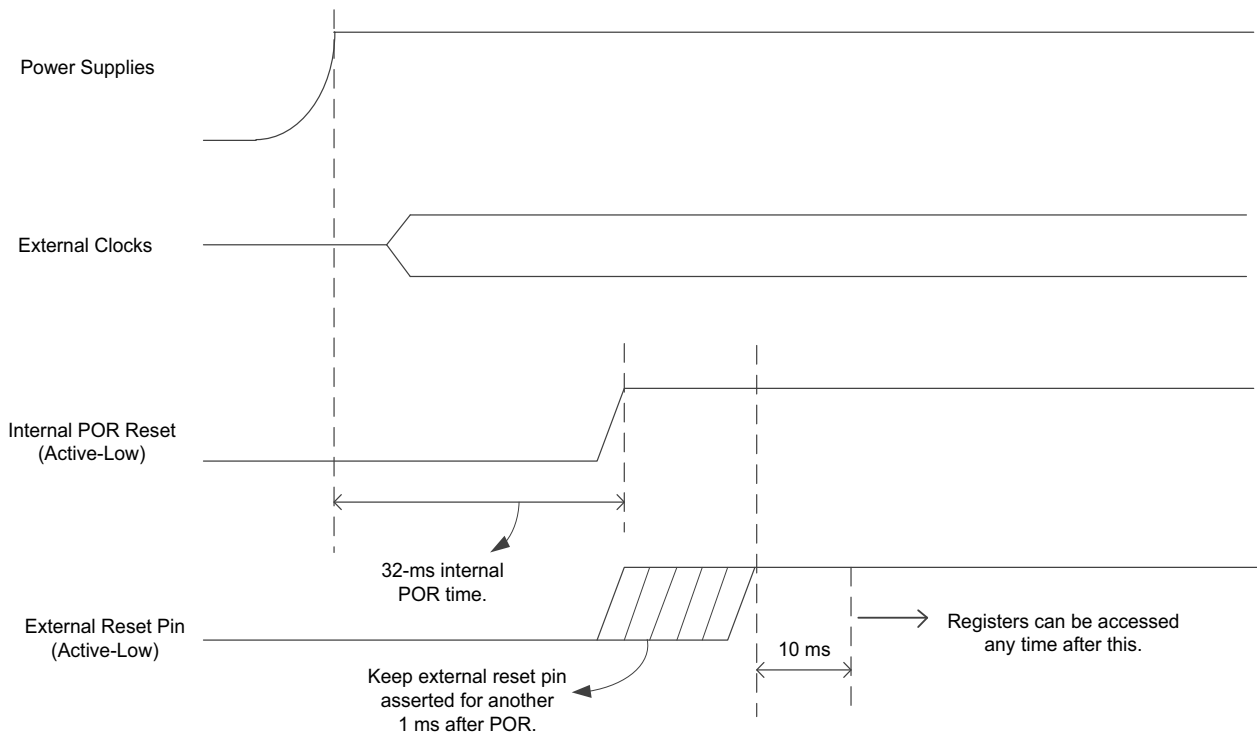 Power Supplies
External Clocks
Internal POR Reset
(Active-Low)
32-ms internal
POR time.
External Reset Pin
(Active-Low)
Keep external reset pin
asserted for another
1 ms after POR.
10 ms
Registers can be accessed
any time after this.